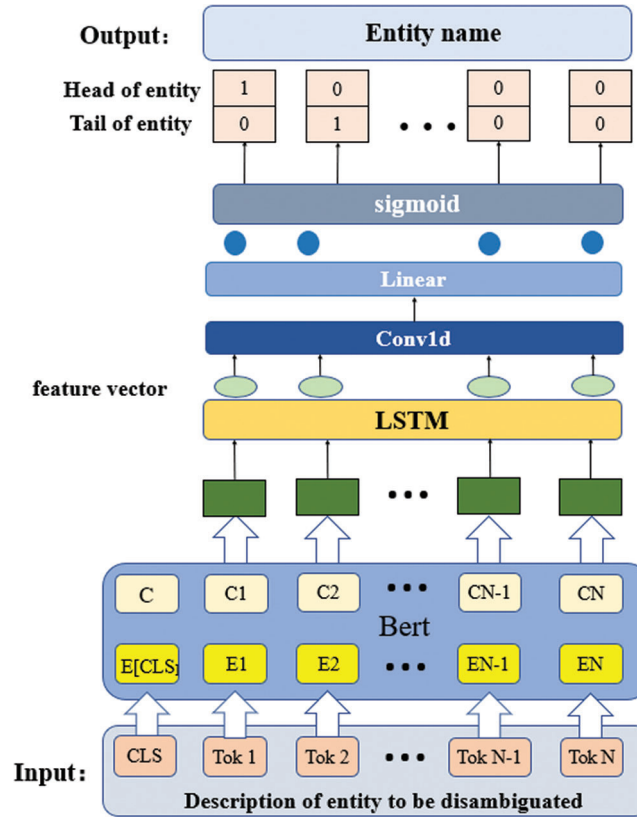 Output: Entity name
Head of entity 1 0 0 0
Tail of entity 0 1 • • • 0 0
sigmoid
Linear
Conv1d
feature vector
LSTM
• • •
C C1 C2 • • • CN-1 CN
Bert
E[CLS] E1 E2 • • • EN-1 EN
Input: CLS Tok 1 Tok 2 • • • Tok N-1 Tok N
Description of entity to be disambiguated